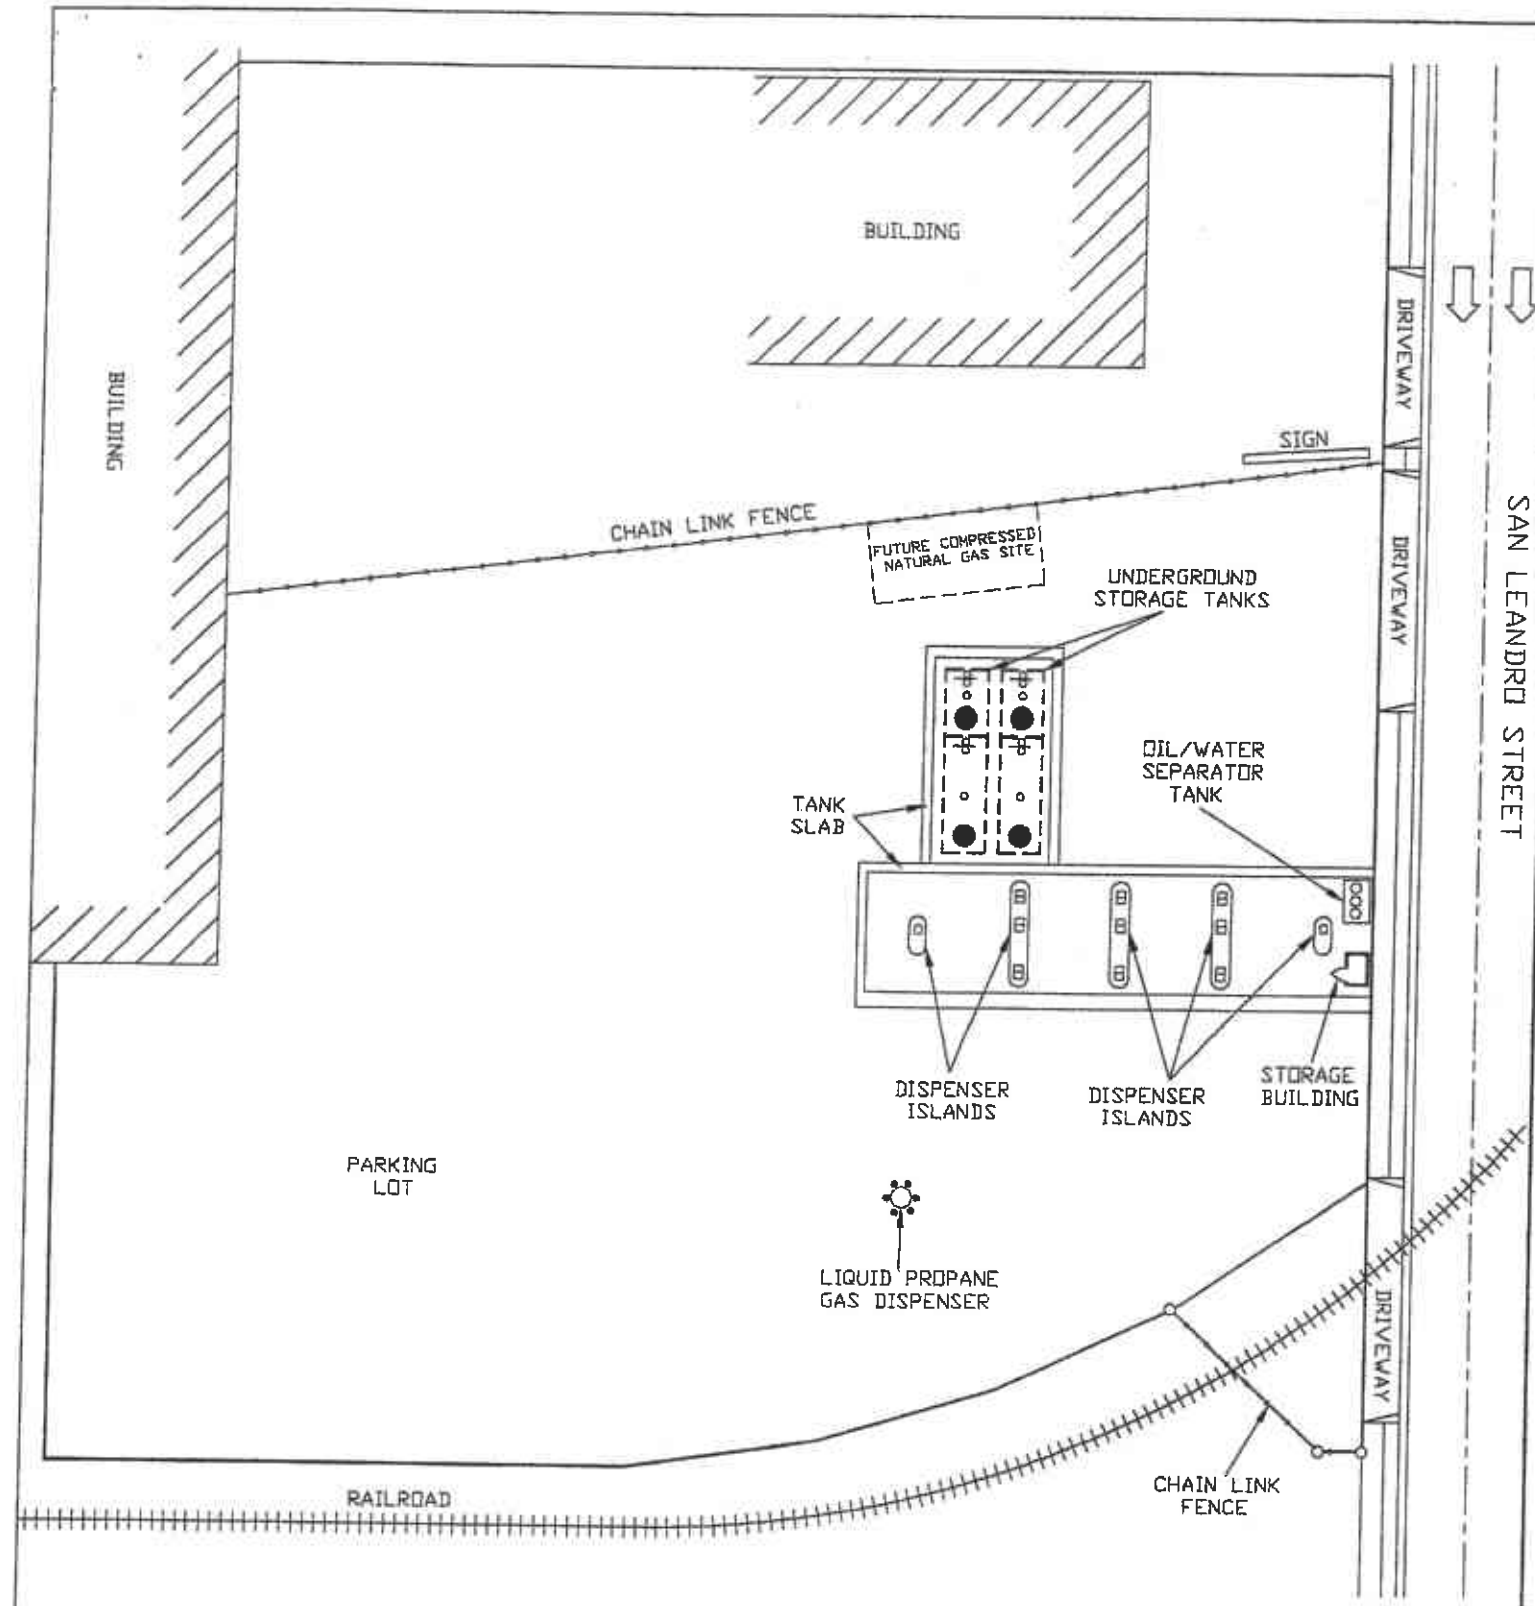 BUILDING
DRIVEWAY
BUILDING
SIGN
SAN LEANDRO STREET
CHAIN LINK FENCE
FUTURE COMPRESSED
NATURAL GAS SITE
DRIVEWAY
UNDERGROUND
STORAGE TANKS
OIL/WATER
SEPARATOR
TANK
TANK
SLAB
DISPENSER
ISLANDS
DISPENSER
ISLANDS
STORAGE
BUILDING
PARKING
LOT
LIQUID PROPANE
GAS DISPENSER
DRIVEWAY
CHAIN LINK
FENCE
RAILROAD